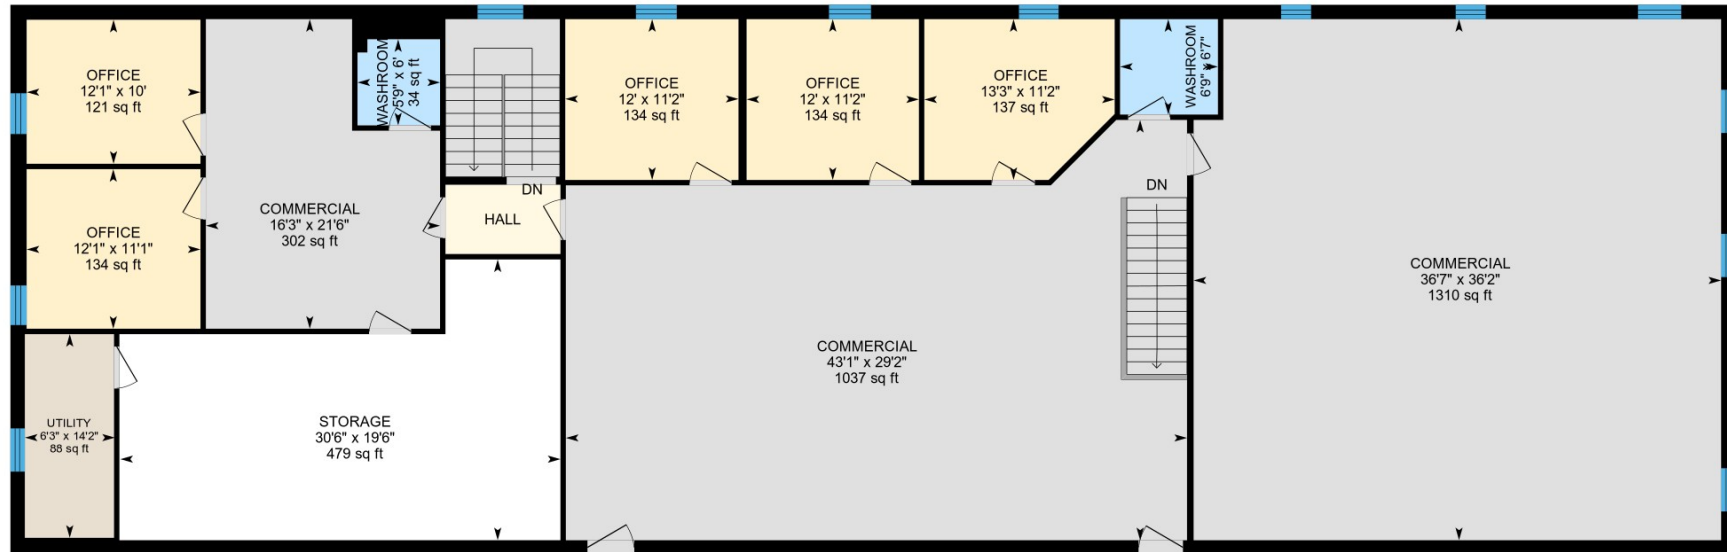 OFFICE
12'1" x 10'
121 sq ft
WASHROOM
5'9" x 6'
34 sq ft
OFFICE
12' x 11'2"
134 sq ft
OFFICE
12' x 11'2"
134 sq ft
OFFICE
13'3" x 11'2"
137 sq ft
WASHROOM
6'9" x 6'7"
OFFICE
12'1" x 11'1"
134 sq ft
COMMERCIAL
16'3" x 21'6"
302 sq ft
DN
HALL
DN
COMMERCIAL
36'7" x 36'2"
1310 sq ft
COMMERCIAL
43'1" x 29'2"
1037 sq ft
UTILITY
6'3" x 14'2"
88 sq ft
STORAGE
30'6" x 19'6"
479 sq ft